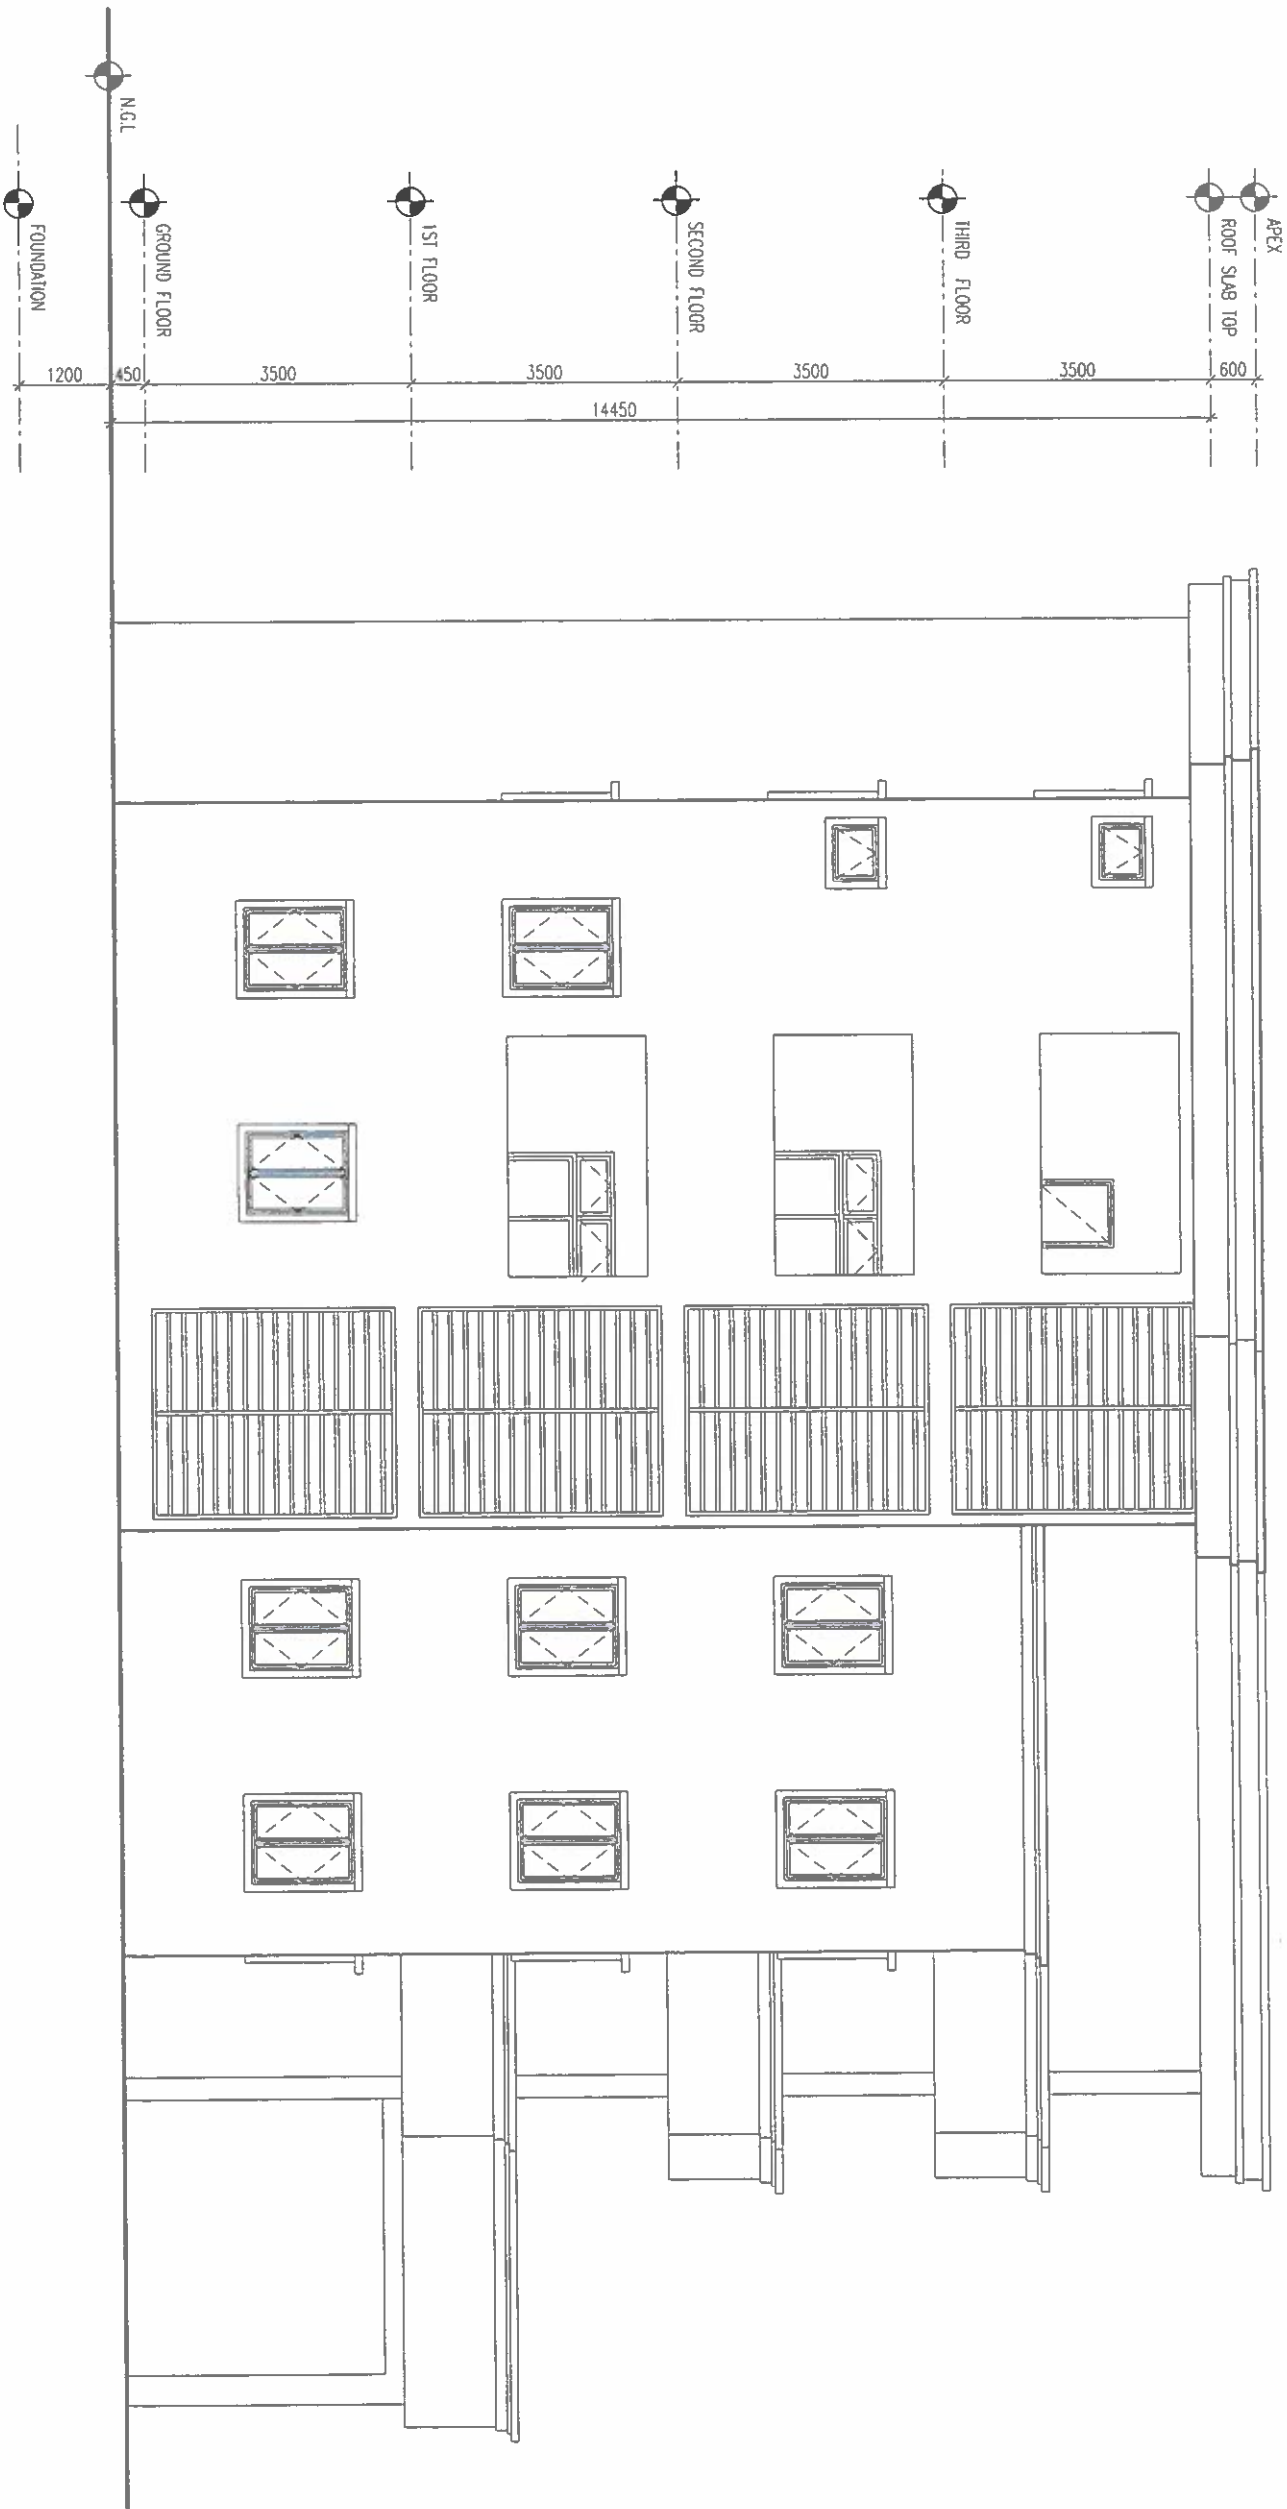 APEX
ROOF SLAB TOP
THIRD FLOOR
SECOND FLOOR
1ST FLOOR
GROUND FLOOR
N.G.L
FOUNDATION
600
3500
3500
3500
3500
450
1200
14450